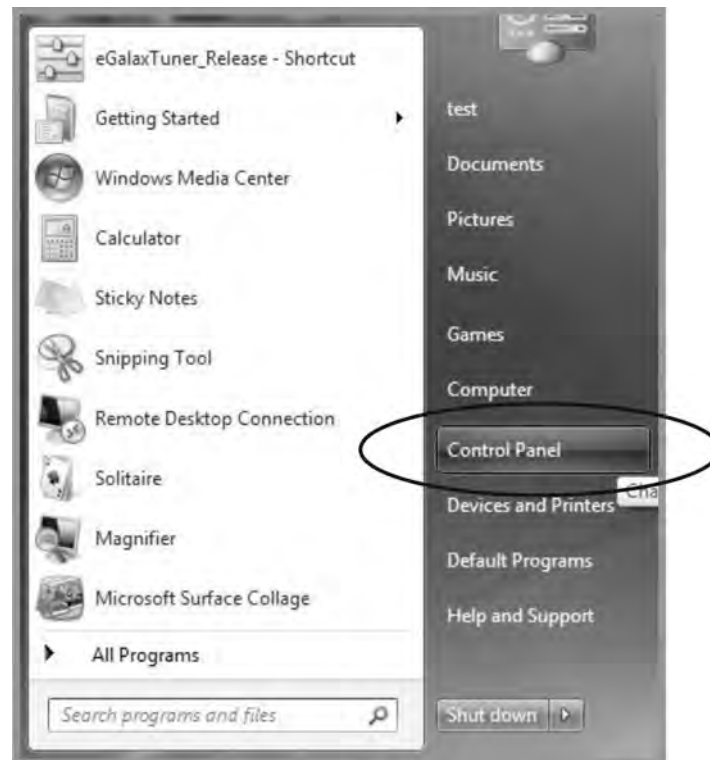 eGalaxTuner_Release - Shortcut
Getting Started
Windows Media Center
Calculator
Sticky Notes
Snipping Tool
Remote Desktop Connection
Solitaire
Magnifier
Microsoft Surface Collage
All Programs
Search programs and files
test
Documents
Pictures
Music
Games
Computer
Control Panel
Devices and Printers
Cha
Default Programs
Help and Support
Shut down